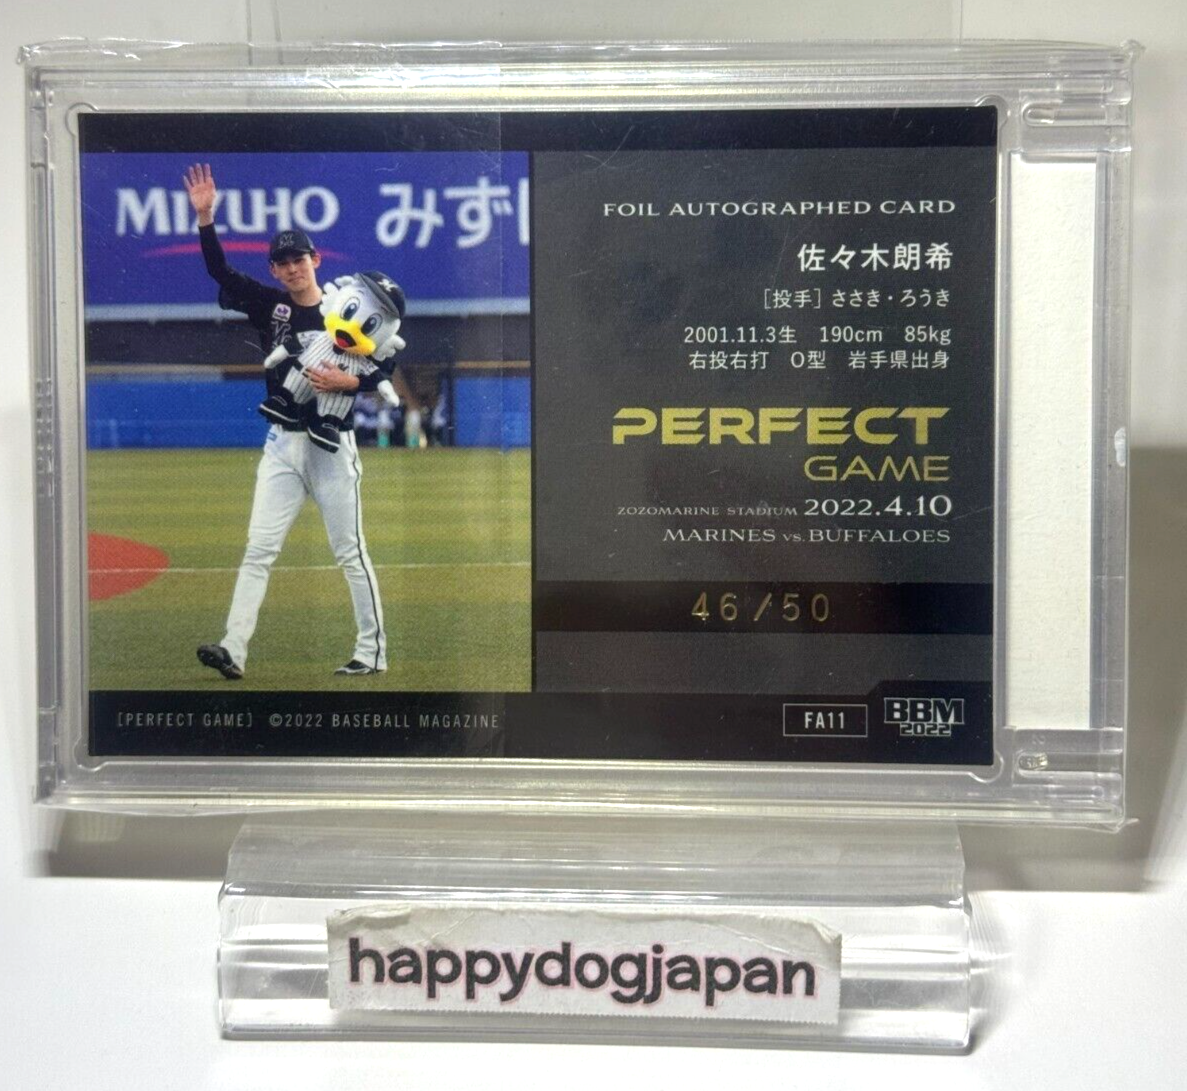 MIZUHO みずほ
FOIL AUTOGRAPHED CARD
佐々木朗希
[投手] ささき・ろうき
2001.11.3生 190cm 85kg
右投右打 O型 岩手県出身
PERFECT
GAME
ZOZOMARINE STADIUM 2022.4.10
MARINES vs. BUFFALOES
46/50
[PERFECT GAME] ©2022 BASEBALL MAGAZINE
FA11
BBM
2022
happydogjapan